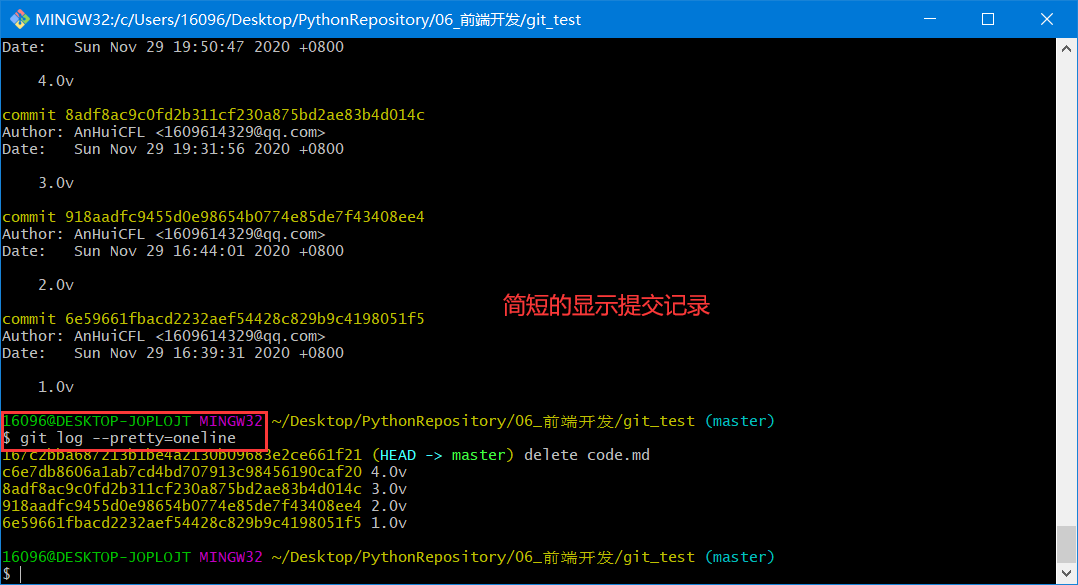 MINGW32:/c/Users/16096/Desktop/PythonRepository/06_前端开发/git_test
Date:   Sun Nov 29 19:50:47 2020 +0800
4.0v
commit 8adf8ac9c0fd2b311cf230a875bd2ae83b4d014c
Author: AnHuiCFL <1609614329@qq.com>
Date:   Sun Nov 29 19:31:56 2020 +0800
3.0v
commit 918aadfc9455d0e98654b0774e85de7f43408ee4
Author: AnHuiCFL <1609614329@qq.com>
Date:   Sun Nov 29 16:44:01 2020 +0800
2.0v
简短的显示提交记录
commit 6e59661fbacd2232aef54428c829b9c4198051f5
Author: AnHuiCFL <1609614329@qq.com>
Date:   Sun Nov 29 16:39:31 2020 +0800
1.0v
16096@DESKTOP-JOPLOJT MINGW32 ~/Desktop/PythonRepository/06_前端开发/git_test (master)
$ git log --pretty=oneline
167c2bba687213b1be4a2130b09683e2ce661f21 (HEAD -> master) delete code.md
c6e7db8606a1ab7cd4bd707913c98456190caf20 4.0v
8adf8ac9c0fd2b311cf230a875bd2ae83b4d014c 3.0v
918aadfc9455d0e98654b0774e85de7f43408ee4 2.0v
6e59661fbacd2232aef54428c829b9c4198051f5 1.0v
16096@DESKTOP-JOPLOJT MINGW32 ~/Desktop/PythonRepository/06_前端开发/git_test (master)
$